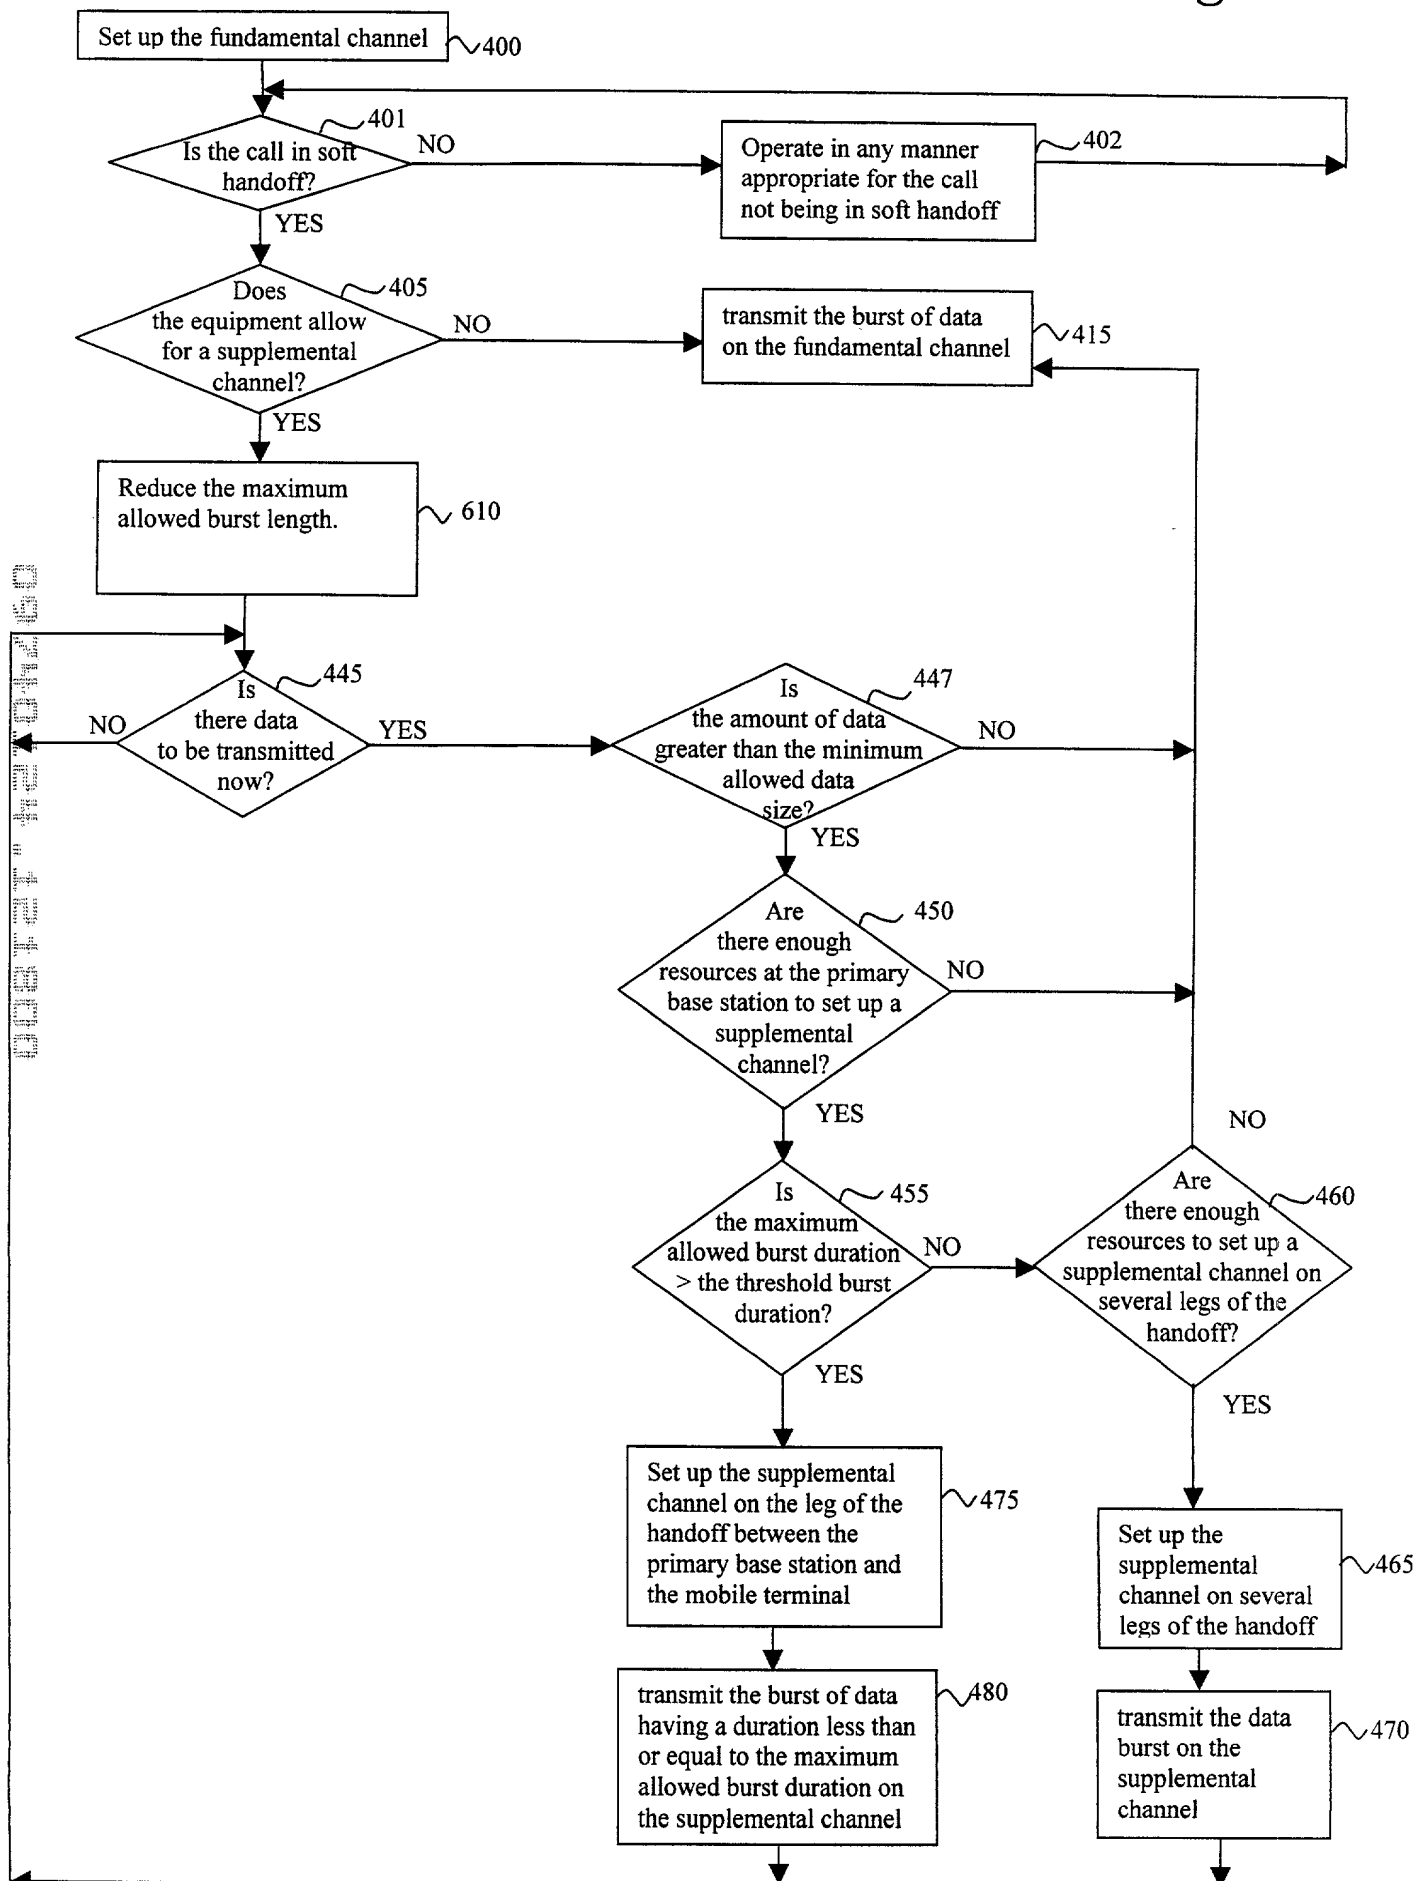 Set up the fundamental channel
400
401
Is the call in soft
handoff?
NO
YES
Operate in any manner
appropriate for the call
not being in soft handoff
402
405
Does
the equipment allow
for a supplemental
channel?
NO
YES
transmit the burst of data
on the fundamental channel
415
Reduce the maximum
allowed burst length.
610
445
Is
there data
to be transmitted
now?
NO
YES
447
Is
the amount of data
greater than the minimum
allowed data
size?
NO
YES
450
Are
there enough
resources at the primary
base station to set up a
supplemental
channel?
NO
YES
455
Is
the maximum
allowed burst duration
> the threshold burst
duration?
NO
YES
NO
460
Are
there enough
resources to set up a
supplemental channel on
several legs of the
handoff?
YES
Set up the supplemental
channel on the leg of the
handoff between the
primary base station and
the mobile terminal
475
Set up the
supplemental
channel on several
legs of the handoff
465
transmit the burst of data
having a duration less than
or equal to the maximum
allowed burst duration on
the supplemental channel
480
transmit the data
burst on the
supplemental
channel
470